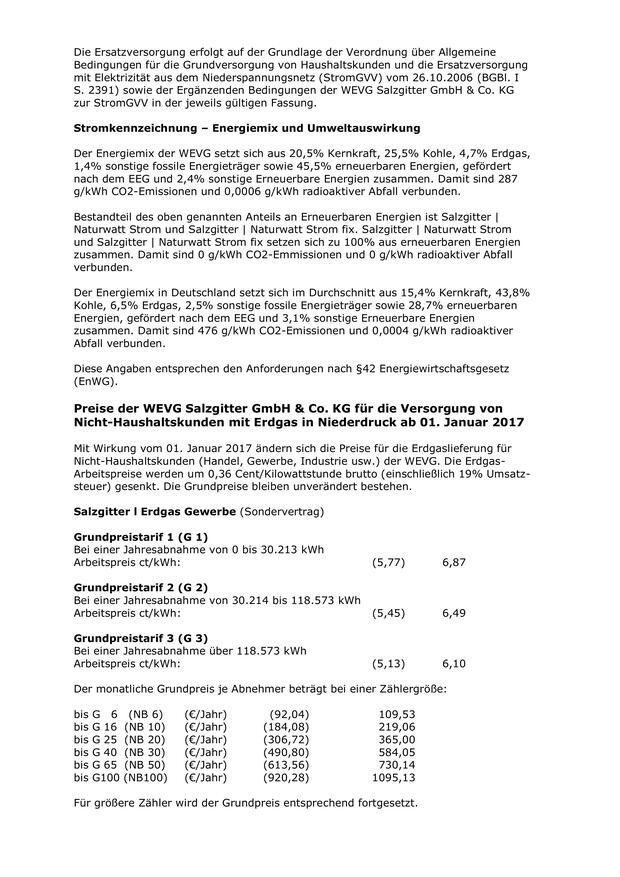 Die Ersatzversorgung erfolgt auf der Grundlage der Verordnung über Allgemeine
Bedingungen für die Grundversorgung von Haushaltskunden und die Ersatzversorgung
mit Elektrizität aus dem Niederspannungsnetz (StromGVV) vom 26.10.2006 (BGBl. I
S. 2391) sowie der Ergänzenden Bedingungen der WEVG Salzgitter GmbH & Co. KG
zur StromGVV in der jeweils gültigen Fassung.
Stromkennzeichnung – Energiemix und Umweltauswirkung
Der Energiemix der WEVG setzt sich aus 20,5% Kernkraft, 25,5% Kohle, 4,7% Erdgas,
1,4% sonstige fossile Energieträger sowie 45,5% erneuerbaren Energien, gefördert
nach dem EEG und 2,4% sonstige Erneuerbare Energien zusammen. Damit sind 287
g/kWh CO2-Emissionen und 0,0006 g/kWh radioaktiver Abfall verbunden.
Bestandteil des oben genannten Anteils an Erneuerbaren Energien ist Salzgitter |
Naturwatt Strom und Salzgitter | Naturwatt Strom fix. Salzgitter | Naturwatt Strom
und Salzgitter | Naturwatt Strom fix setzen sich zu 100% aus erneuerbaren Energien
zusammen. Damit sind 0 g/kWh CO2-Emmissionen und 0 g/kWh radioaktiver Abfall
verbunden.
Der Energiemix in Deutschland setzt sich im Durchschnitt aus 15,4% Kernkraft, 43,8%
Kohle, 6,5% Erdgas, 2,5% sonstige fossile Energieträger sowie 28,7% erneuerbaren
Energien, gefördert nach dem EEG und 3,1% sonstige Erneuerbare Energien
zusammen. Damit sind 476 g/kWh CO2-Emissionen und 0,0004 g/kWh radioaktiver
Abfall verbunden.
Diese Angaben entsprechen den Anforderungen nach §42 Energiewirtschaftsgesetz
(EnWG).
Preise der WEVG Salzgitter GmbH & Co. KG für die Versorgung von
Nicht-Haushaltskunden mit Erdgas in Niederdruck ab 01. Januar 2017
Mit Wirkung vom 01. Januar 2017 ändern sich die Preise für die Erdgaslieferung für
Nicht-Haushaltskunden (Handel, Gewerbe, Industrie usw.) der WEVG. Die Erdgas-
Arbeitspreise werden um 0,36 Cent/Kilowattstunde brutto (einschließlich 19% Umsatz-
steuer) gesenkt. Die Grundpreise bleiben unverändert bestehen.
Salzgitter l Erdgas Gewerbe (Sondervertrag)
Grundpreistarif 1 (G 1)
Bei einer Jahresabnahme von 0 bis 30.213 kWh
Arbeitspreis ct/kWh: (5,77) 6,87
Grundpreistarif 2 (G 2)
Bei einer Jahresabnahme von 30.214 bis 118.573 kWh
Arbeitspreis ct/kWh: (5,45) 6,49
Grundpreistarif 3 (G 3)
Bei einer Jahresabnahme über 118.573 kWh
Arbeitspreis ct/kWh: (5,13) 6,10
Der monatliche Grundpreis je Abnehmer beträgt bei einer Zählergröße:
bis G 6 (NB 6) (€/Jahr) (92,04) 109,53
bis G 16 (NB 10) (€/Jahr) (184,08) 219,06
bis G 25 (NB 20) (€/Jahr) (306,72) 365,00
bis G 40 (NB 30) (€/Jahr) (490,80) 584,05
bis G 65 (NB 50) (€/Jahr) (613,56) 730,14
bis G100 (NB100) (€/Jahr) (920,28) 1095,13
Für größere Zähler wird der Grundpreis entsprechend fortgesetzt.